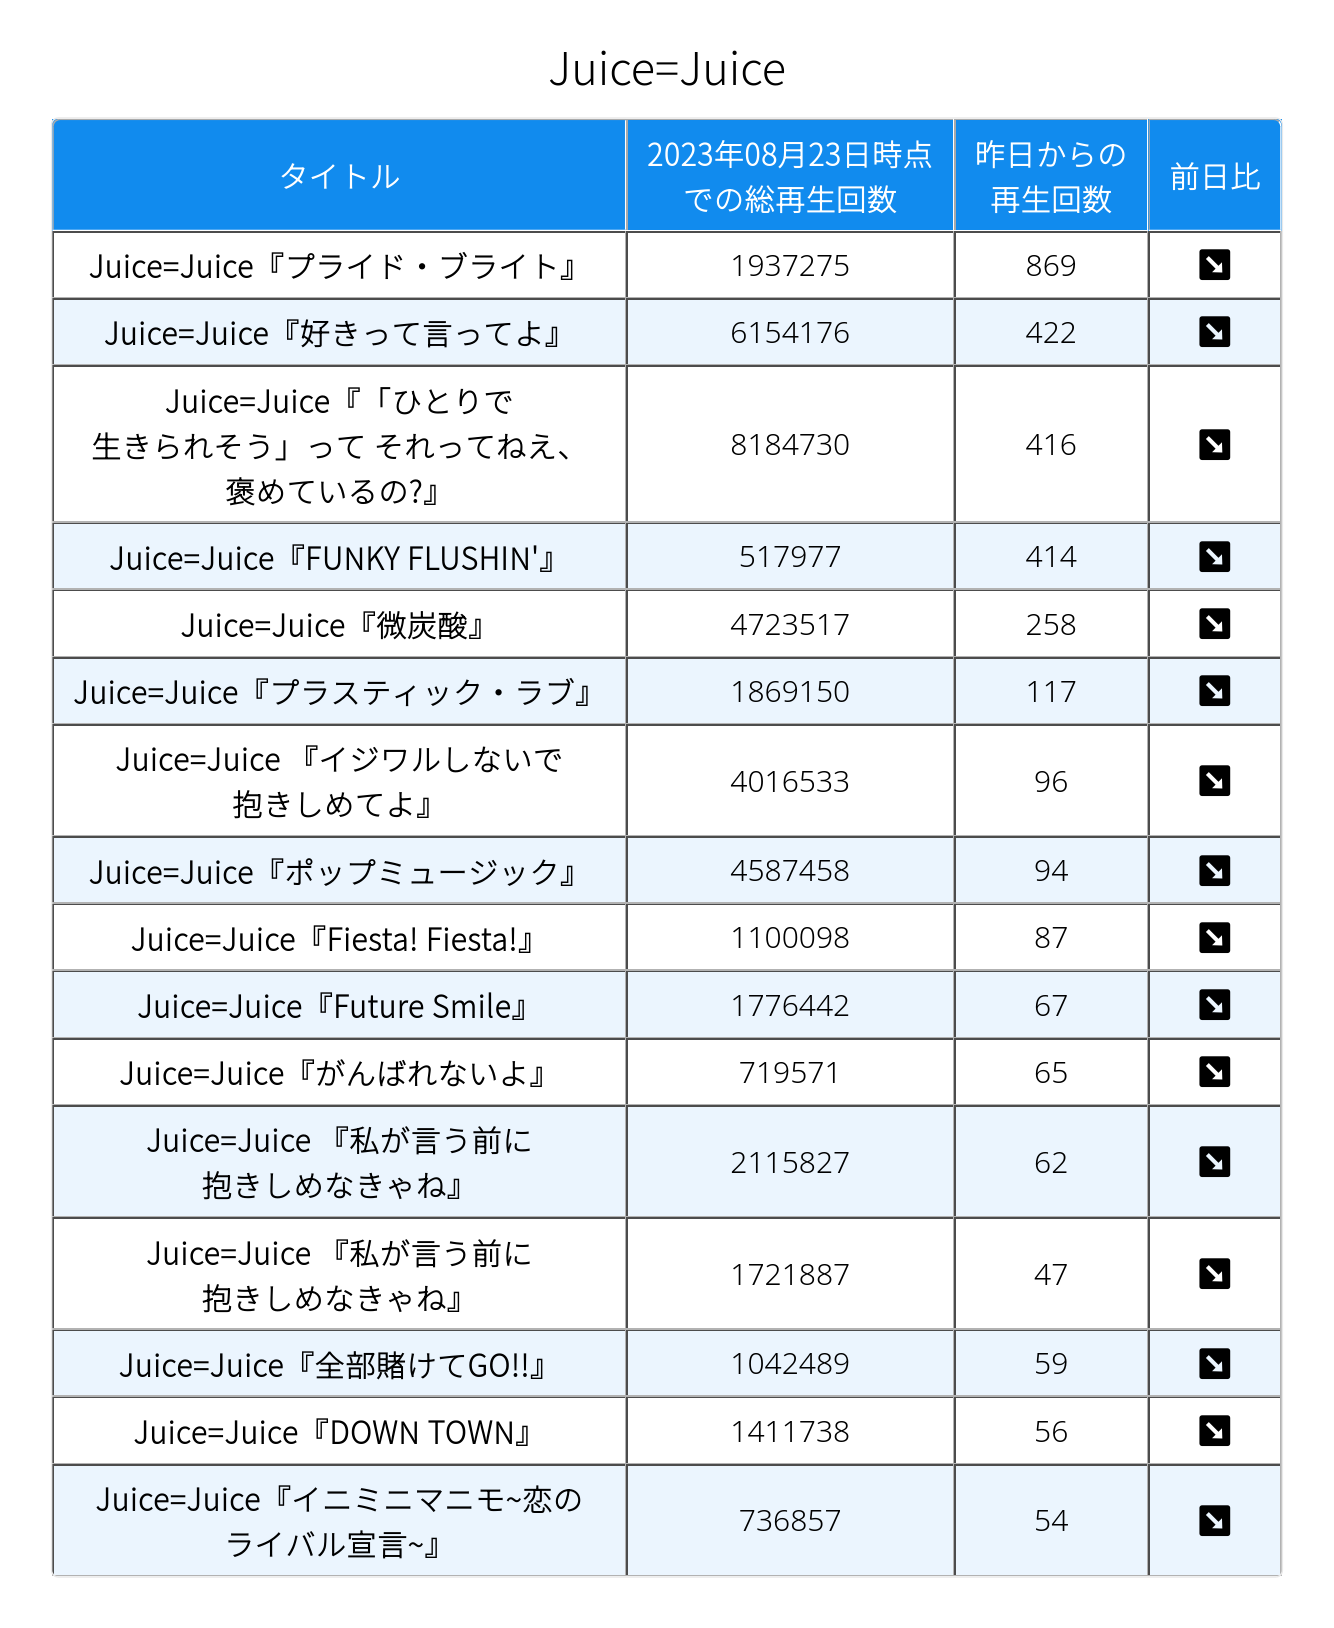 Juice=Juice
タイトル
2023年08月23日時点
での総再生回数
昨日からの
再生回数
前日比
Juice=Juice『プライド・ブライト』
1937275
869
Juice=Juice『好きって言ってよ』
6154176
422
Juice=Juice『「ひとりで
生きられそう」って それってねえ、
褒めているの?』
8184730
416
Juice=Juice『FUNKY FLUSHIN'』
517977
414
Juice=Juice『微炭酸』
4723517
258
Juice=Juice『プラスティック・ラブ』
1869150
117
Juice=Juice 『イジワルしないで
抱きしめてよ』
4016533
96
Juice=Juice『ポップミュージック』
4587458
94
Juice=Juice『Fiesta! Fiesta!』
1100098
87
Juice=Juice『Future Smile』
1776442
67
Juice=Juice『がんばれないよ』
719571
65
Juice=Juice 『私が言う前に
抱きしめなきゃね』
2115827
62
Juice=Juice 『私が言う前に
抱きしめなきゃね』
1721887
47
Juice=Juice『全部賭けてGO!!』
1042489
59
Juice=Juice『DOWN TOWN』
1411738
56
Juice=Juice『イニミニマニモ~恋の
ライバル宣言~』
736857
54